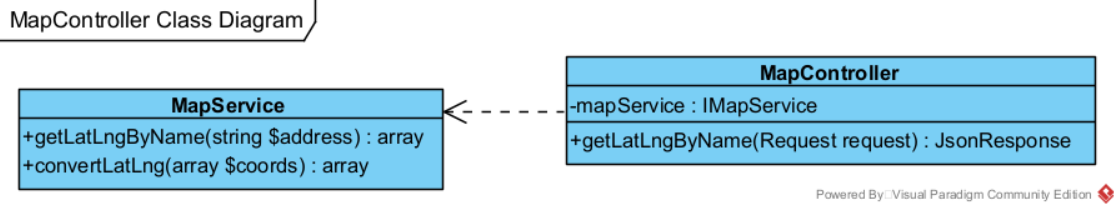 MapController Class Diagram
MapService
+getLatLngByName(string $address) : array
+convertLatLng(array $coords) : array
MapController
-mapService : IMapService
+getLatLngByName(Request request) : JsonResponse
Powered By Visual Paradigm Community Edition